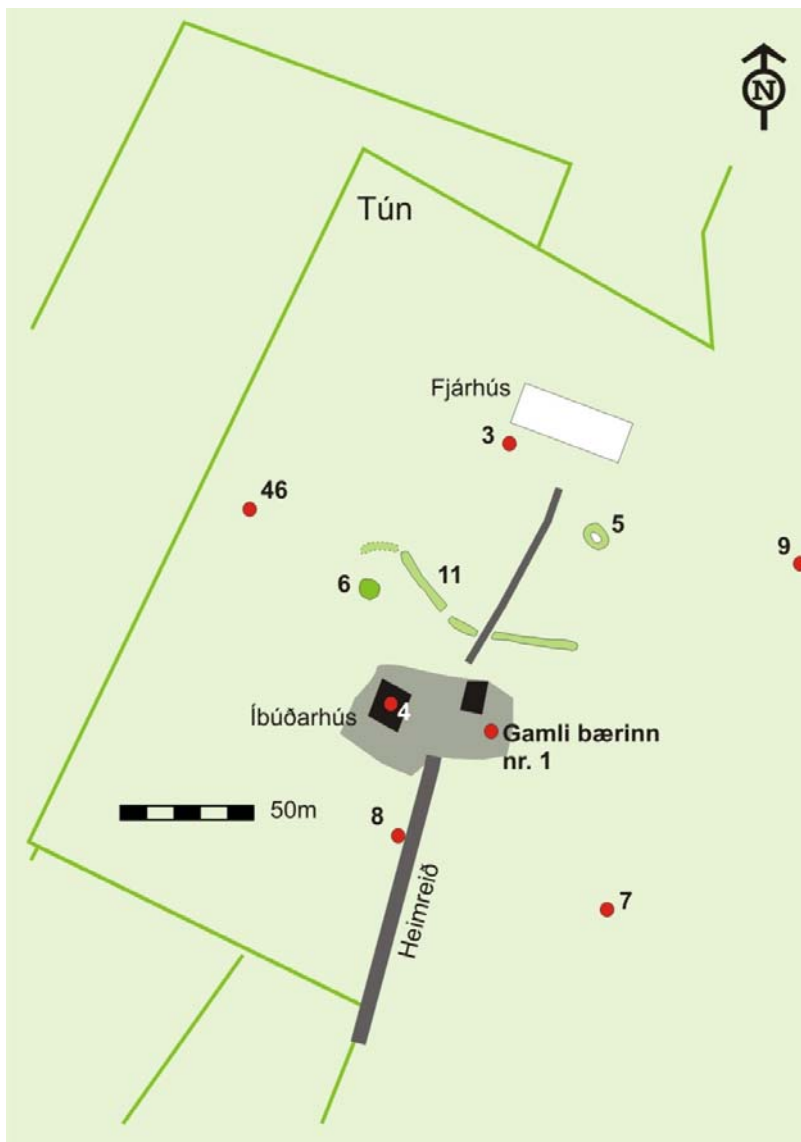 N
Tún
Fjárhús
3
46
5
9
11
6
Íbúðarhús
4
Gamli bærinn
nr. 1
50m
8
Heimreið
7